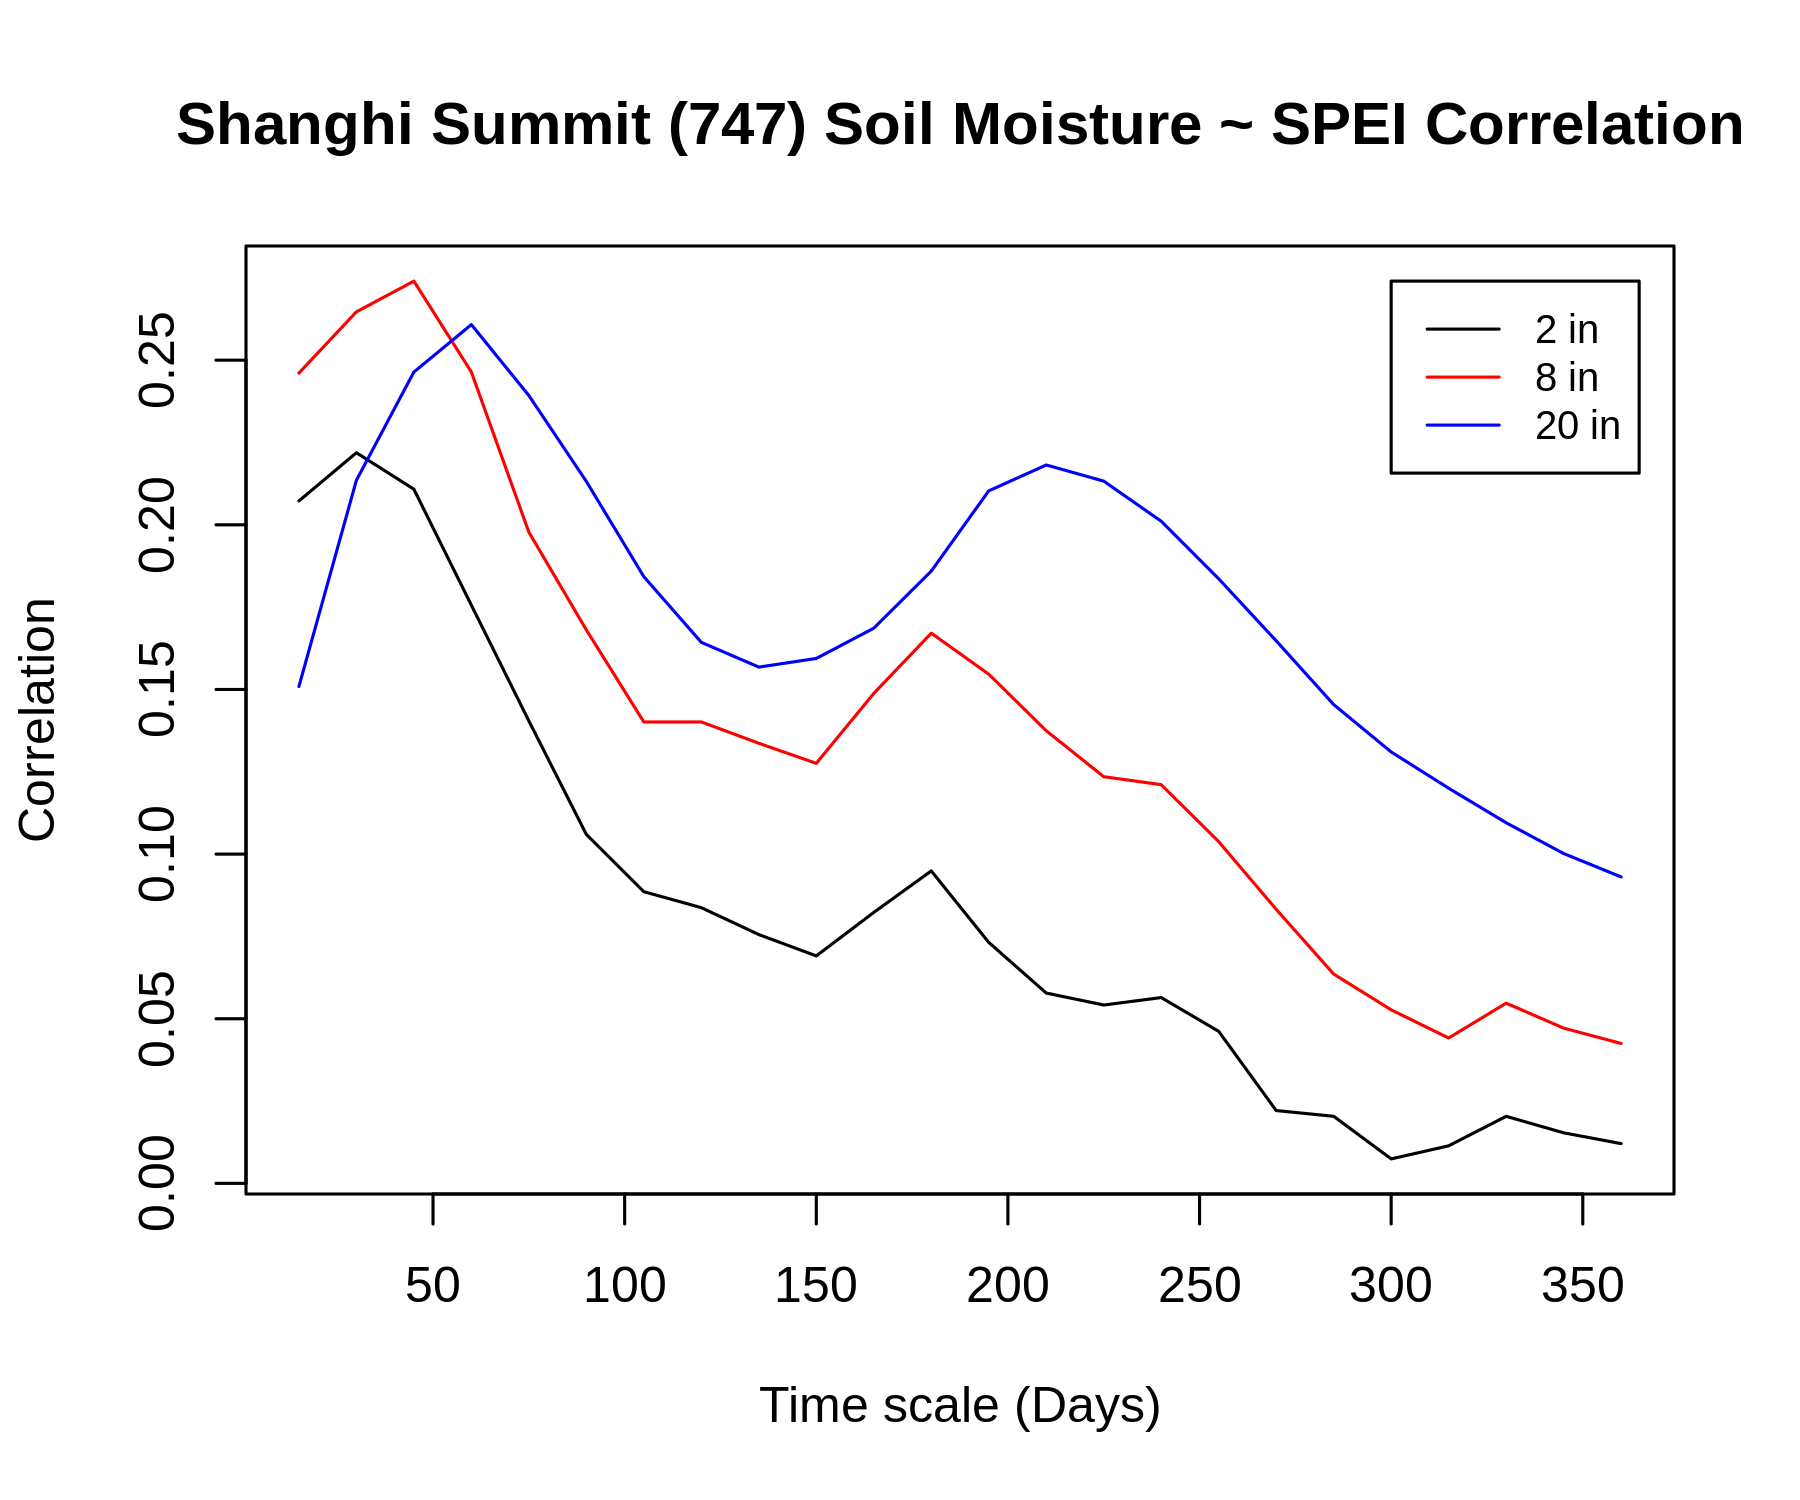 Shanghi Summit (747) Soil Moisture ~ SPEI Correlation
2 in
8 in
20 in
Correlation
0.25
0.20
0.15
0.10
0.05
0.00
50 100 150 200 250 300 350
Time scale (Days)